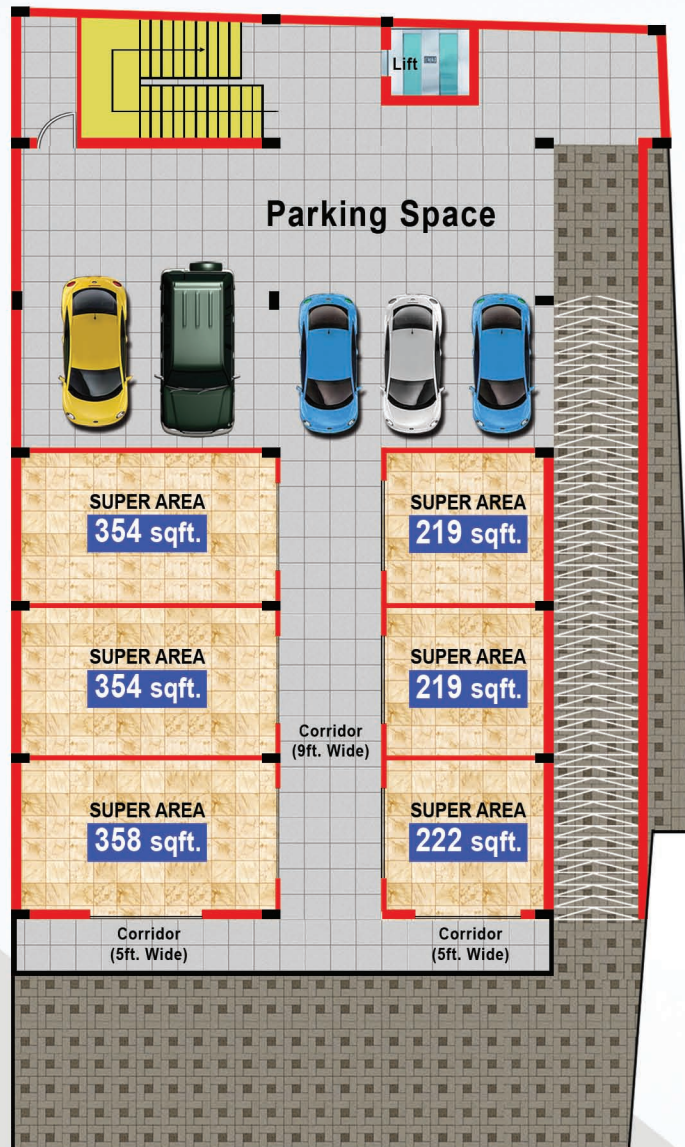 Lift
Parking Space
SUPER AREA
354 sqft.
SUPER AREA
219 sqft.
SUPER AREA
354 sqft.
SUPER AREA
219 sqft.
Corridor
(9ft. Wide)
SUPER AREA
358 sqft.
SUPER AREA
222 sqft.
Corridor
(5ft. Wide)
Corridor
(5ft. Wide)